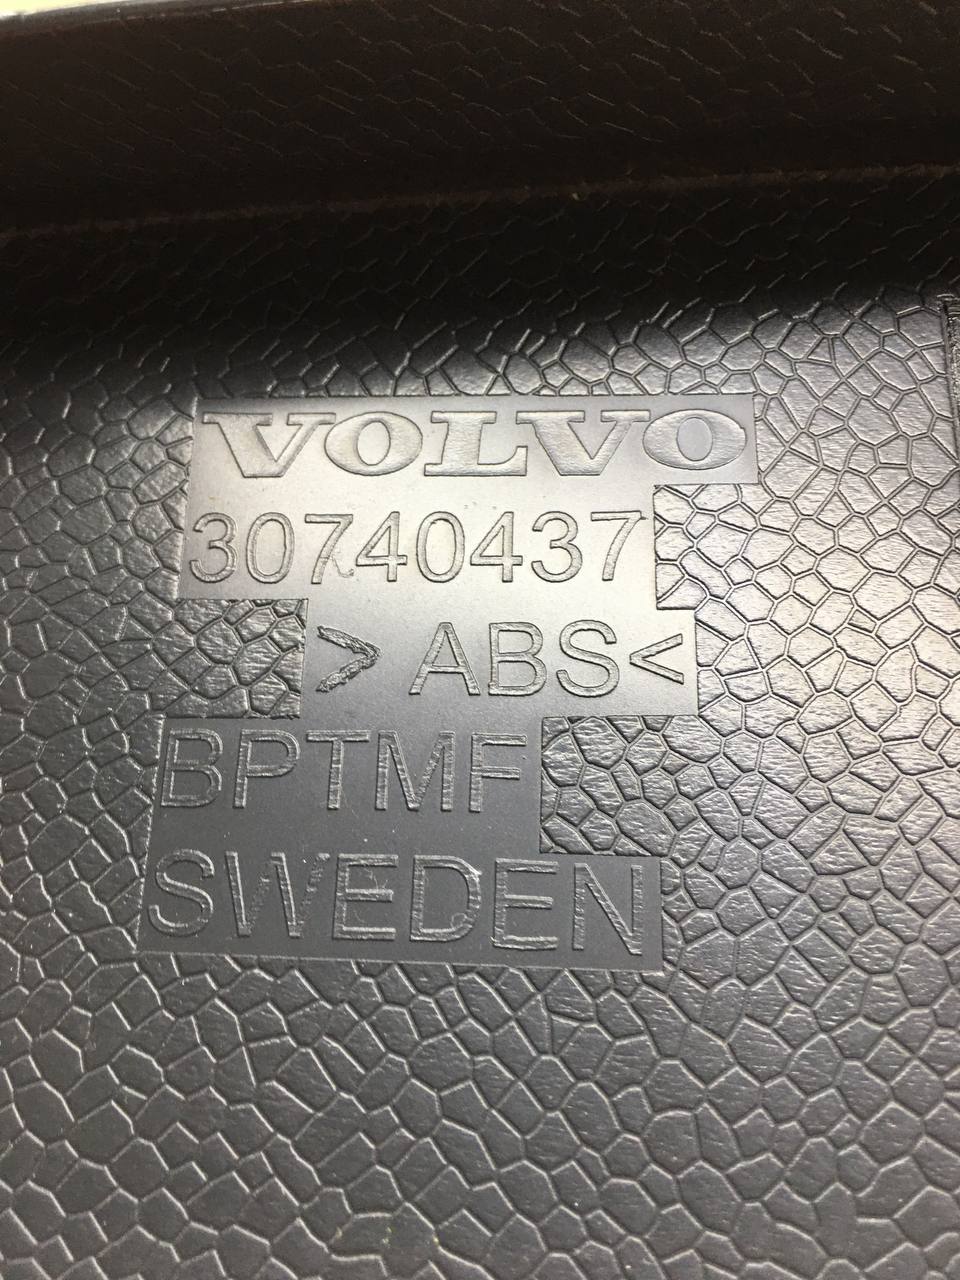 VOLVO
30740437
>ABS<
BPTMF
SWEDEN